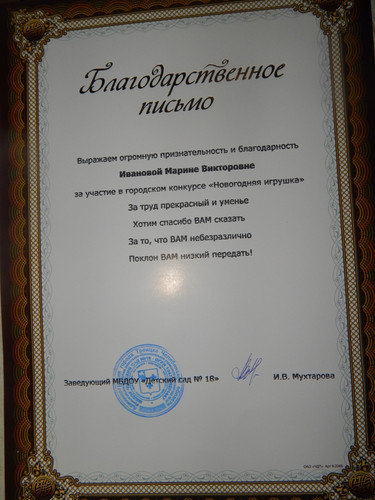 Благодарственное
письмо
Выражаем огромную признательность и благодарность
Ивановой Марине Викторовне
за участие в городском конкурсе «Новогодняя игрушка»
За труд прекрасный и уменье
Хотим спасибо ВАМ сказать
За то, что ВАМ небезразлично
Поклон ВАМ низкий передать!
Заведующий МБДОУ «Детский сад № 18»
И.В. Мухтарова